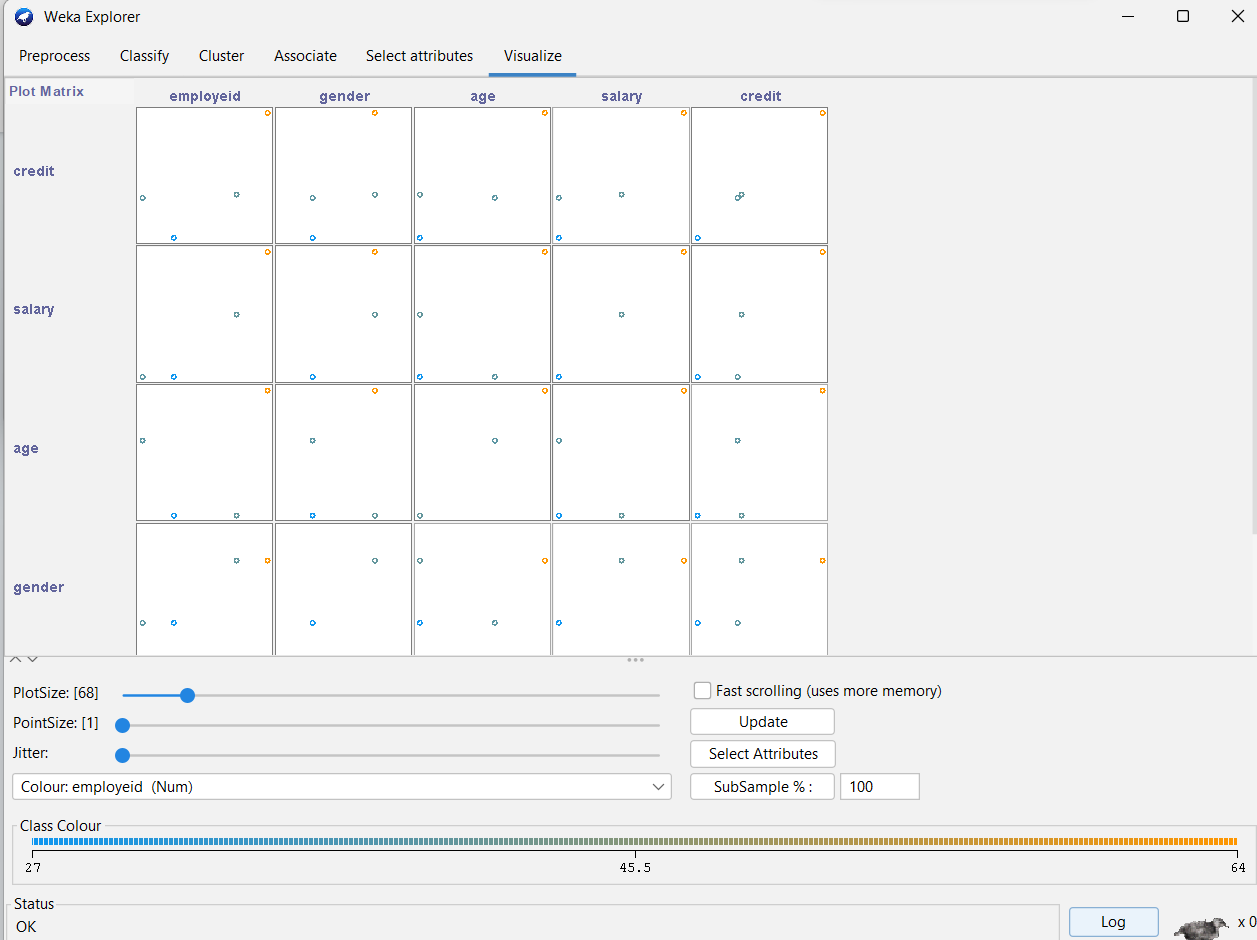 Weka Explorer
Preprocess Classify Cluster Associate Select attributes Visualize
Plot Matrix
employeid gender age salary credit
credit
salary
age
gender
PlotSize: [68]
Fast scrolling (uses more memory)
PointSize: [1]
Update
Jitter:
Select Attributes
Colour: employeid (Num)
SubSample % : 100
Class Colour
27 45.5 64
Status
OK
Log
x 0